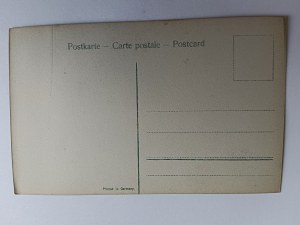 Postkarte – Carte postale – Postcard
Printed in Germany